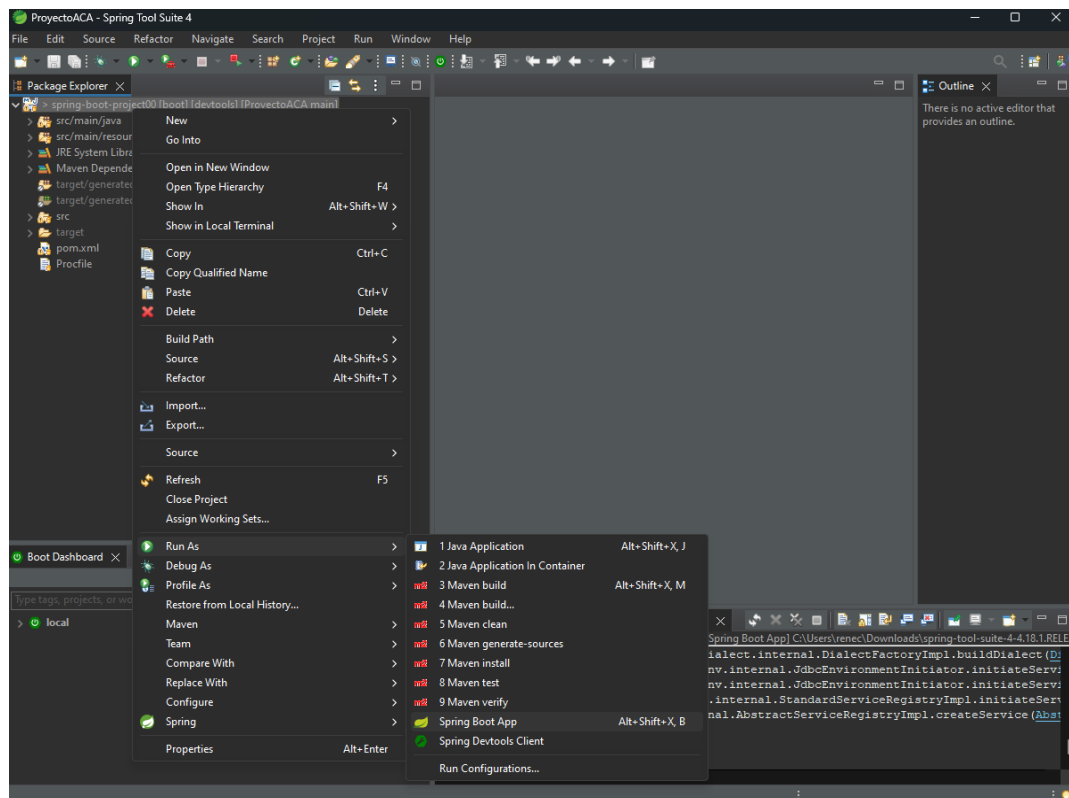 ProyectoACA - Spring Tool Suite 4
File Edit Source Refactor Navigate Search Project Run Window Help
Package Explorer
> spring-boot-project00 [boot] [devtools] [ProyectoACA main]
src/main/java
src/main/resour
JRE System Libra
Maven Depende
target/generated
target/generated
src
target
pom.xml
Procfile
New
Go Into
Open in New Window
Open Type Hierarchy F4
Show In Alt+Shift+W >
Show in Local Terminal
Copy Ctrl+C
Copy Qualified Name
Paste Ctrl+V
Delete Delete
Build Path
Source Alt+Shift+S >
Refactor Alt+Shift+T >
Import...
Export...
Source
Refresh F5
Close Project
Assign Working Sets...
Run As
Debug As
Profile As
Restore from Local History...
Maven
Team
Compare With
Replace With
Configure
Spring
Properties Alt+Enter
1 Java Application Alt+Shift+X, J
2 Java Application In Container
3 Maven build Alt+Shift+X, M
4 Maven build...
5 Maven clean
6 Maven generate-sources
7 Maven install
8 Maven test
9 Maven verify
Spring Boot App Alt+Shift+X, B
Spring Devtools Client
Run Configurations...
Outline
There is no active editor that
provides an outline.
Boot Dashboard
Type tags, projects, or wo
local
Spring Boot App] C:\Users\renec\Downloads\spring-tool-suite-4-4.18.1.RELE
ialect.internal.DialectFactoryImpl.buildDialect(Di
nv.internal.JdbcEnvironmentInitiator.initiateServi
nv.internal.JdbcEnvironmentInitiator.initiateServi
.internal.StandardServiceRegistryImpl.initiateServ
nal.AbstractServiceRegistryImpl.createService(Abst